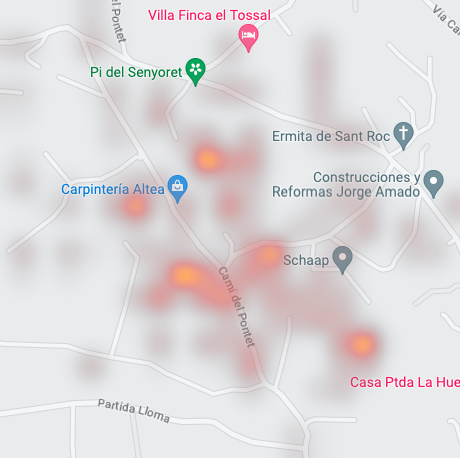 del Pontet
Villa Finca el Tossal
Via Ca
Pi del Senyoret
Ermita de Sant Roc
Construcciones y
Reformas Jorge Amado
Carpintería Altea
Schaap
Camí del Pontet
Casa Ptda La Hue
Partida Lloma